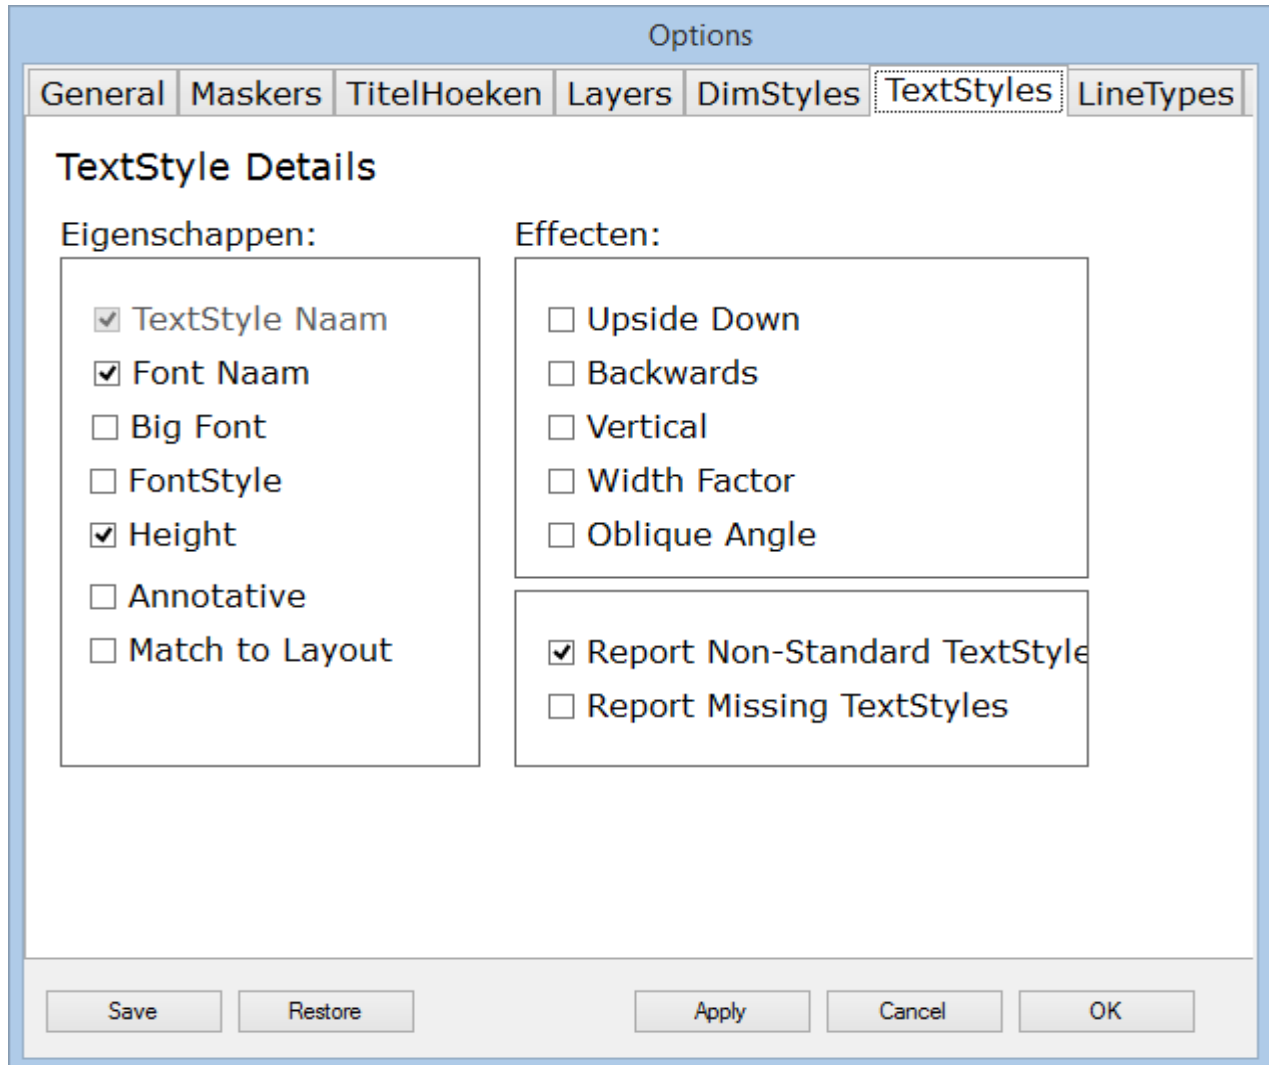 Options
General Maskers TitelHoeken Layers DimStyles TextStyles LineTypes
TextStyle Details
Eigenschappen:
TextStyle Naam
Font Naam
Big Font
FontStyle
Height
Annotative
Match to Layout
Effecten:
Upside Down
Backwards
Vertical
Width Factor
Oblique Angle
Report Non-Standard TextStyle
Report Missing TextStyles
Save Restore Apply Cancel OK